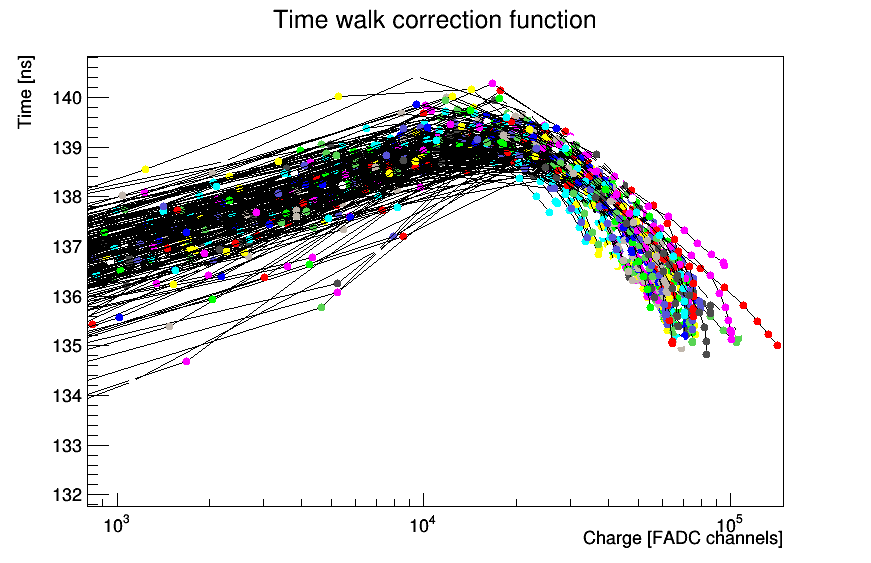 Time walk correction function
Time [ns]
140
139
138
137
136
135
134
133
132
10³ 10⁴ 10⁵
Charge [FADC channels]